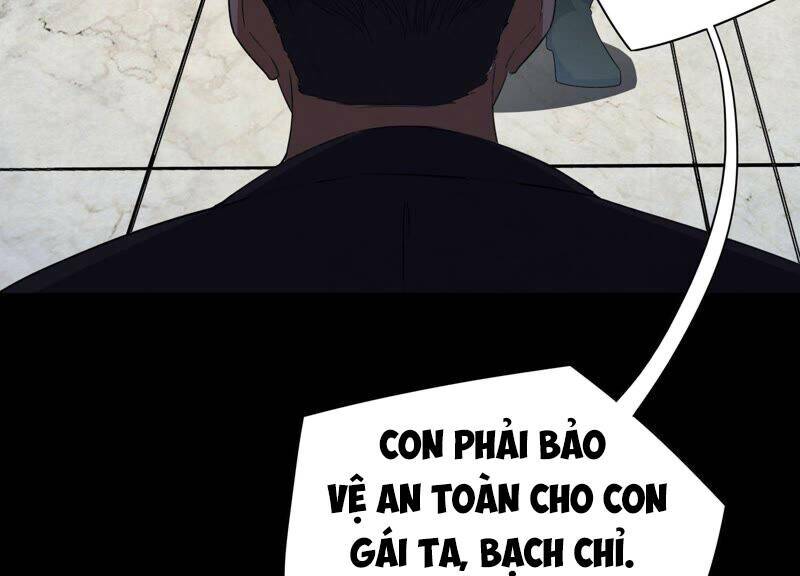 CON PHẢI BẢO
VỆ AN TOÀN CHO CON
GÁI TA, BẠCH CHỈ.